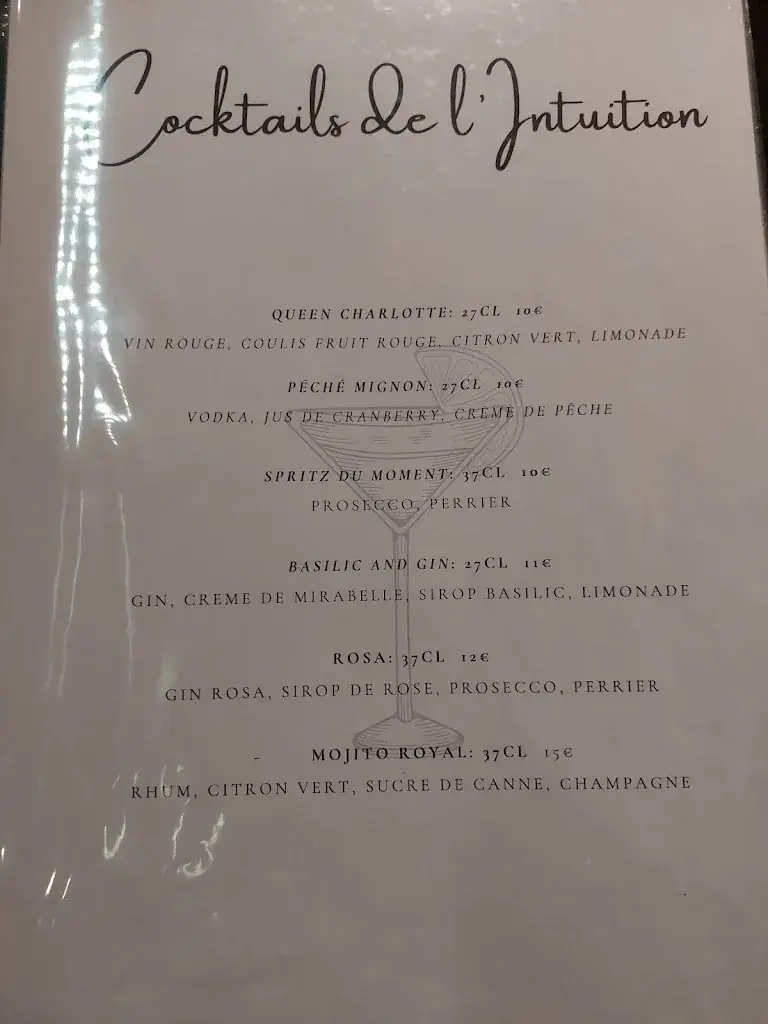 Cocktails de l'Intuition
QUEEN CHARLOTTE: 27CL 10€
VIN ROUGE, COULIS FRUIT ROUGE, CITRON VERT, LIMONADE
PÊCHÉ MIGNON: 27CL 10€
VODKA, JUS DE CRANBERRY, CRÈME DE PÊCHE
SPRITZ DU MOMENT: 37CL 10€
PROSECCO, PERRIER
BASILIC AND GIN: 27CL 11€
GIN, CREME DE MIRABELLE, SIROP BASILIC, LIMONADE
ROSA: 37CL 12€
GIN ROSA, SIROP DE ROSE, PROSECCO, PERRIER
- MOJITO ROYAL: 37CL 15€
RHUM, CITRON VERT, SUCRE DE CANNE, CHAMPAGNE